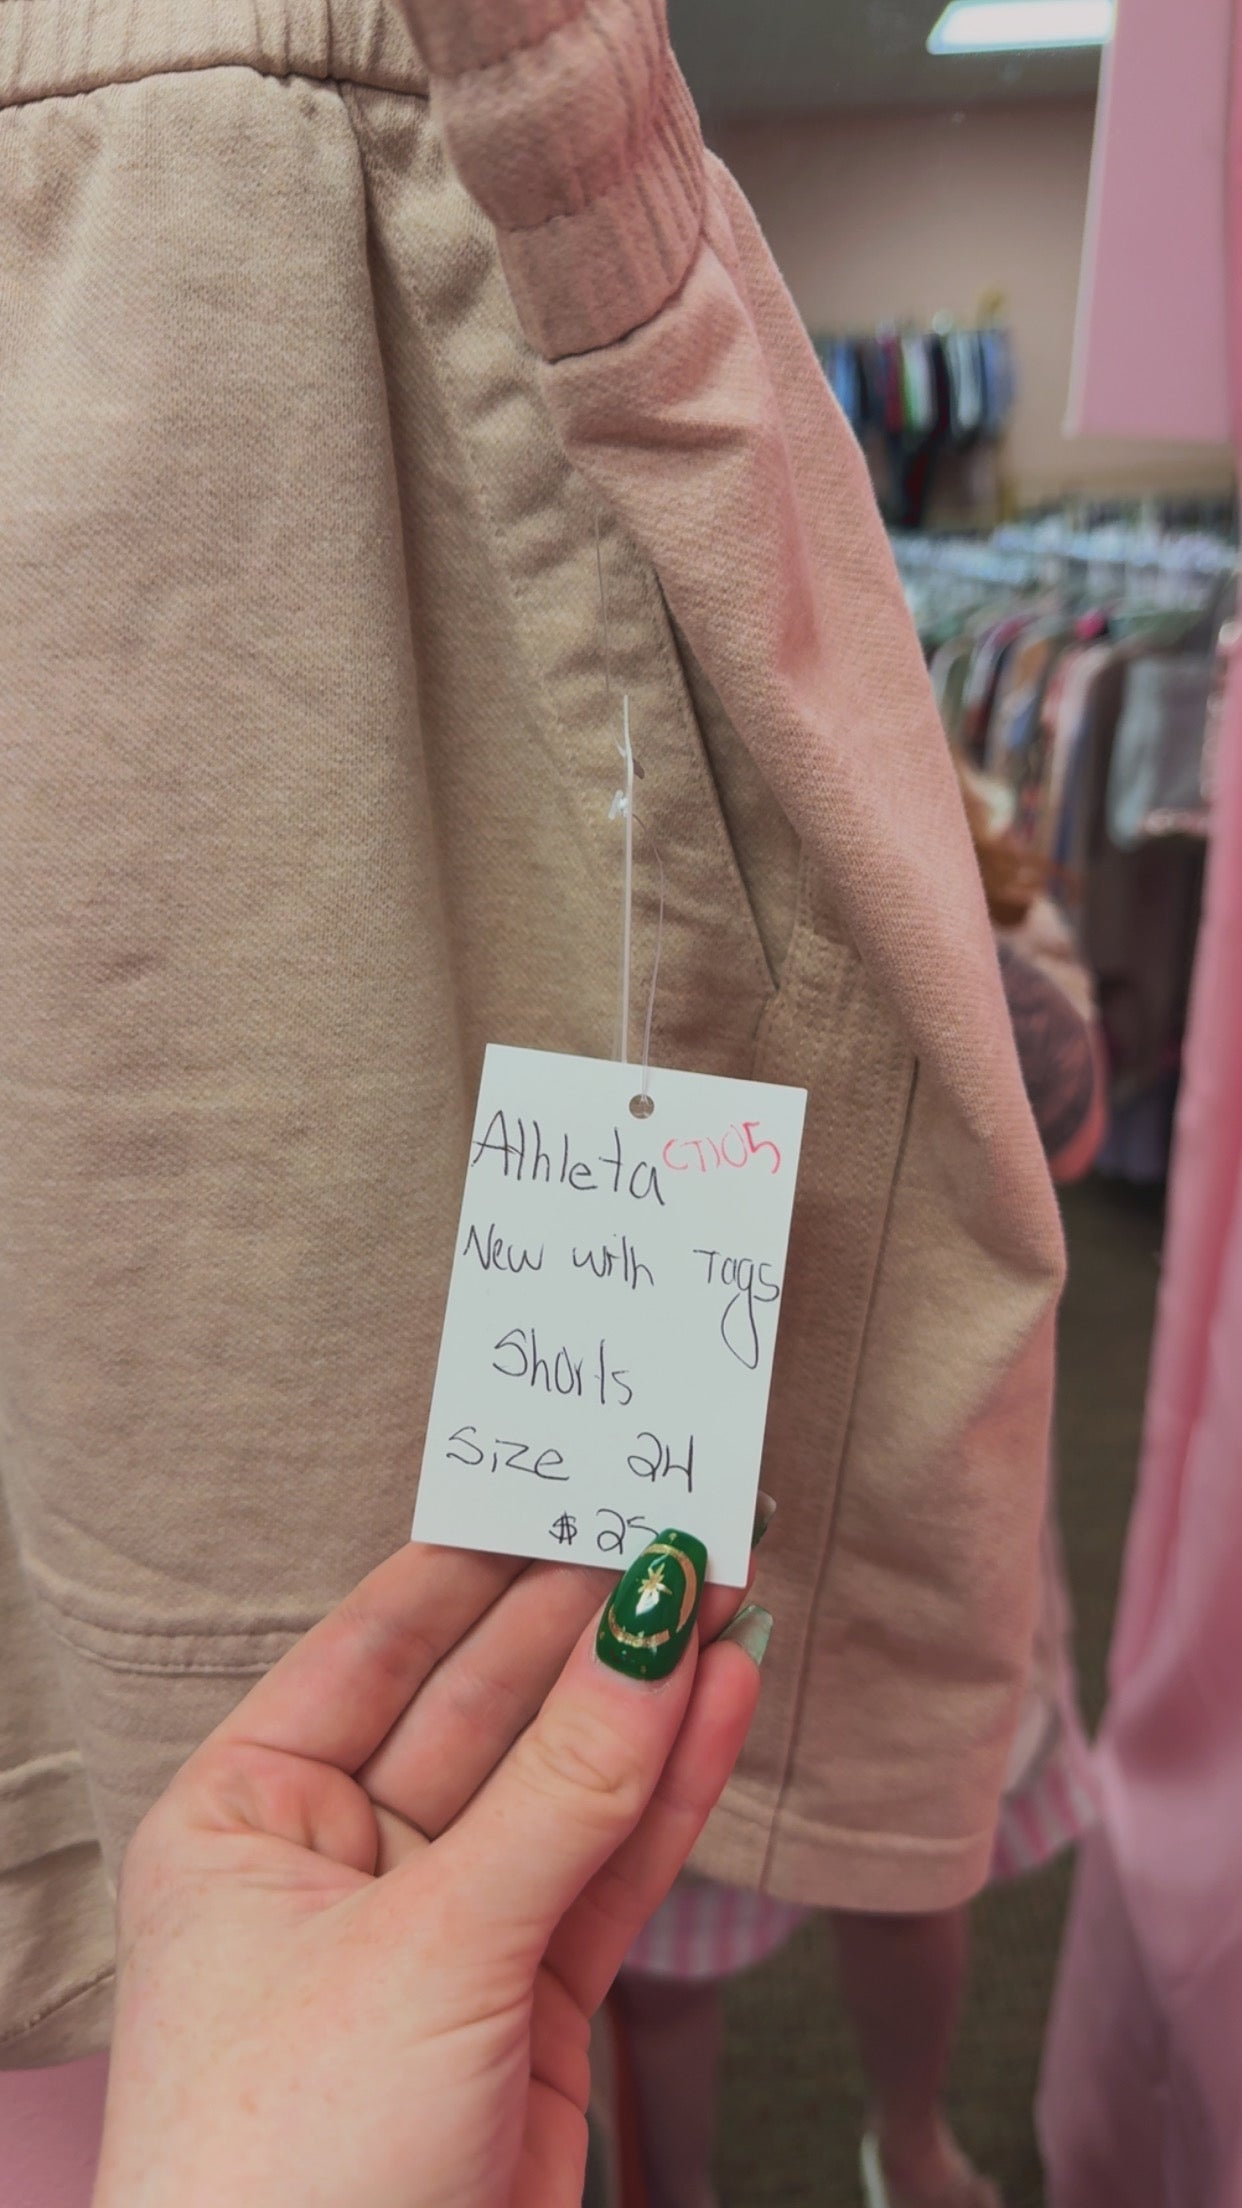 Athleta CT105
New with Tags
Shorts
Size 24
$ 25